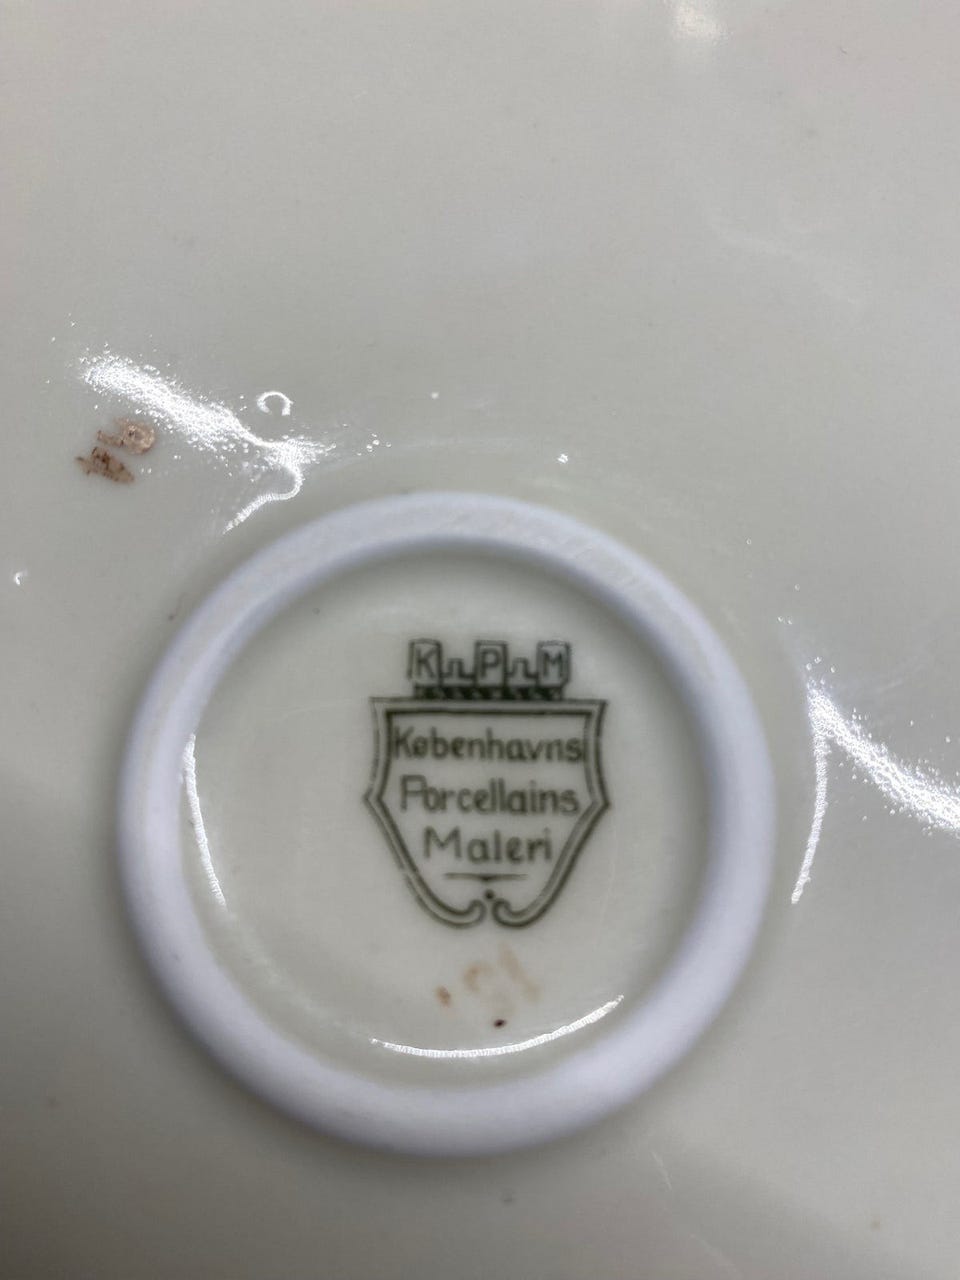 K P M
Københavns
Porcellains
Maleri